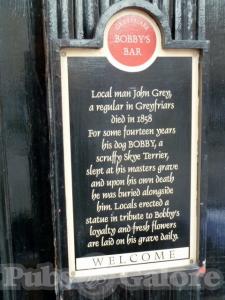 GREYFRIARS
BOBBY'S
BAR
Local man John Grey,
a regular in Greyfriars
died in 1858
For some fourteen years
his dog BOBBY, a
scruffy Skye Terrier,
slept at his masters grave
and upon his own death
he was buried alongside
him. Locals erected a
statue in tribute to Bobby's
loyalty and fresh flowers
are laid on his grave daily.
WELCOME
Pubs Galore